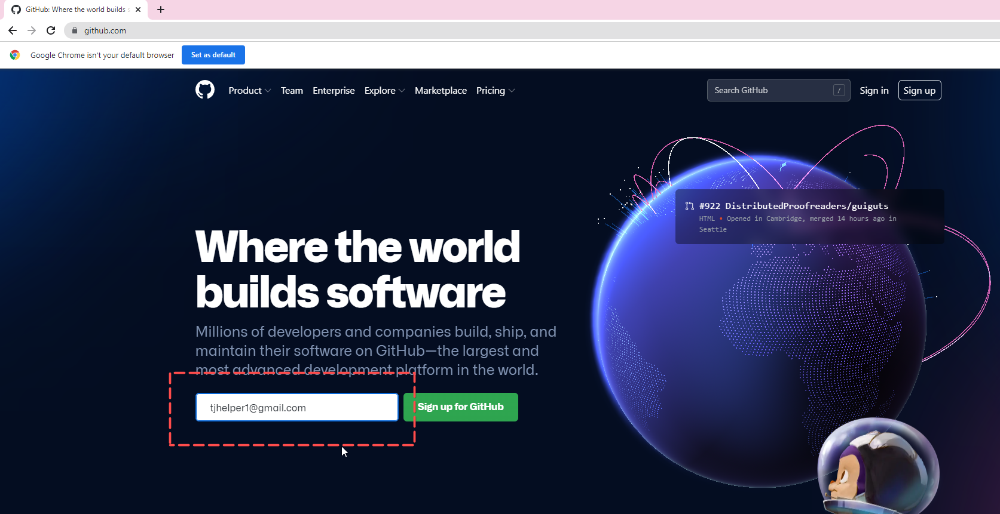 GitHub: Where the world builds s
github.com
Google Chrome isn't your default browser
Set as default
Product Team Enterprise Explore Marketplace Pricing
Search GitHub /
Sign in
Sign up
#922 DistributedProofreaders/guiguts
HTML • Opened in Cambridge, merged 14 hours ago in
Seattle
Where the world
builds software
Millions of developers and companies build, ship, and
maintain their software on GitHub—the largest and
most advanced development platform in the world.
tjhelper1@gmail.com
Sign up for GitHub